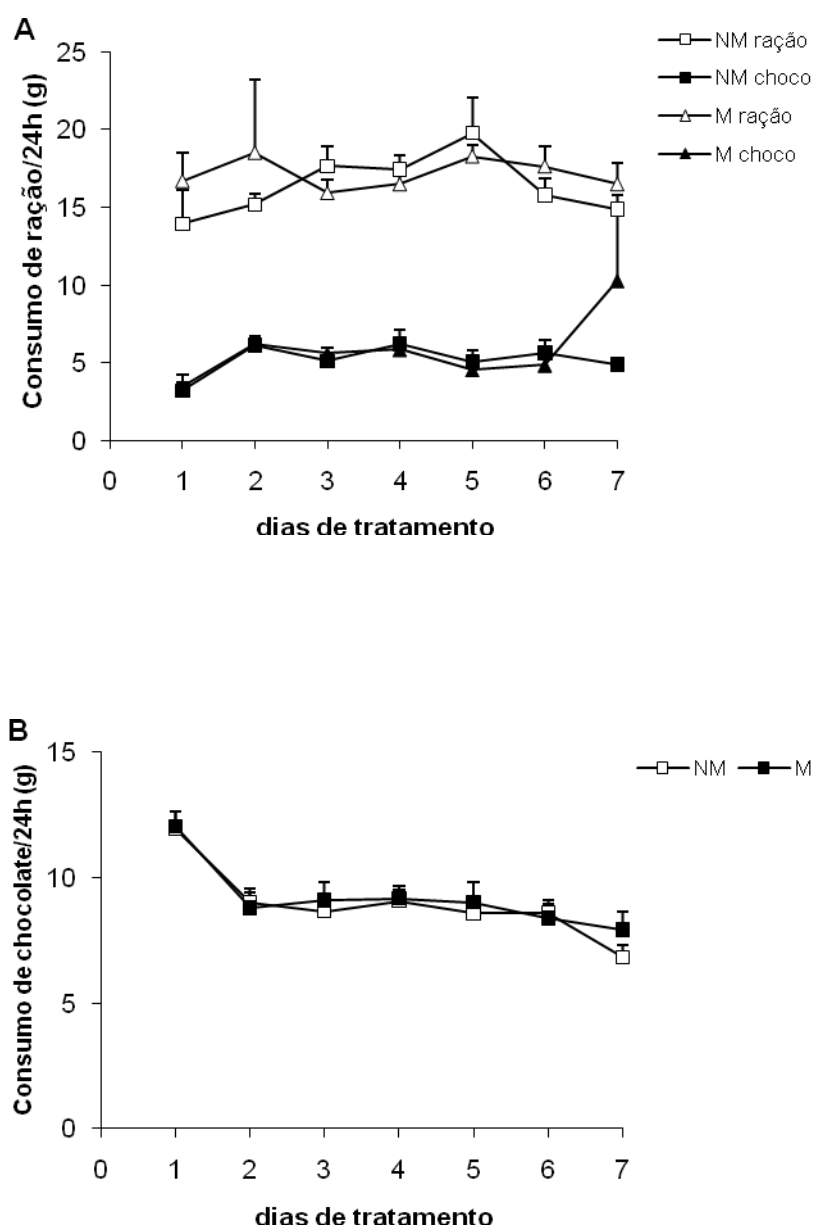 A
Consumo de ração/24h (g)
25
20
15
10
5
0
0 1 2 3 4 5 6 7
dias de tratamento
NM ração
NM choco
M ração
M choco
B
Consumo de chocolate/24h (g)
15
10
5
0
0 1 2 3 4 5 6 7
dias de tratamento
NM M